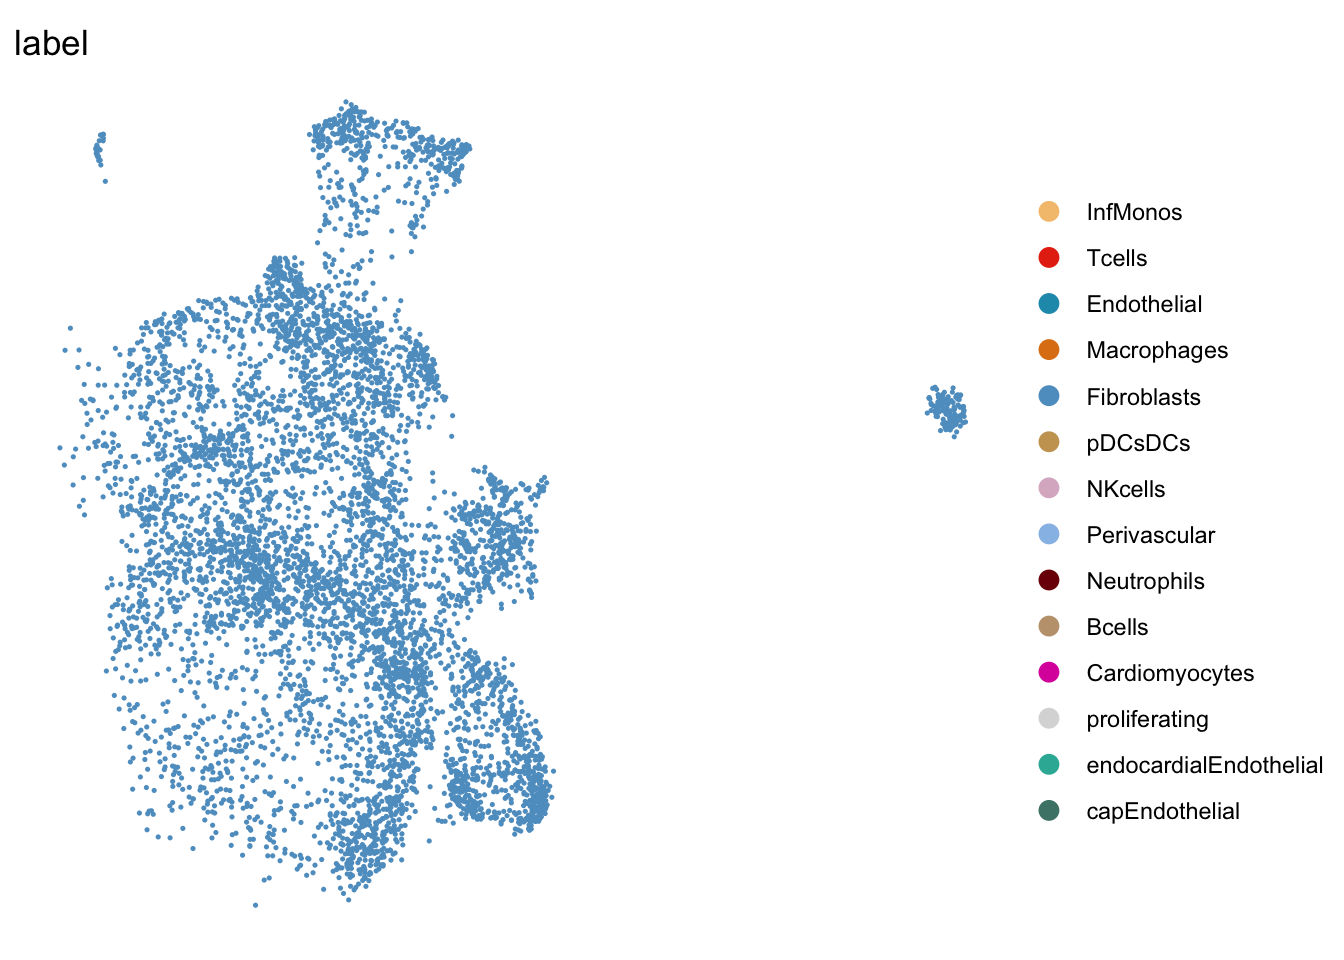 label
InfMonos
Tcells
Endothelial
Macrophages
Fibroblasts
pDCsDCs
NKcells
Perivascular
Neutrophils
Bcells
Cardiomyocytes
proliferating
endocardialEndothelial
capEndothelial